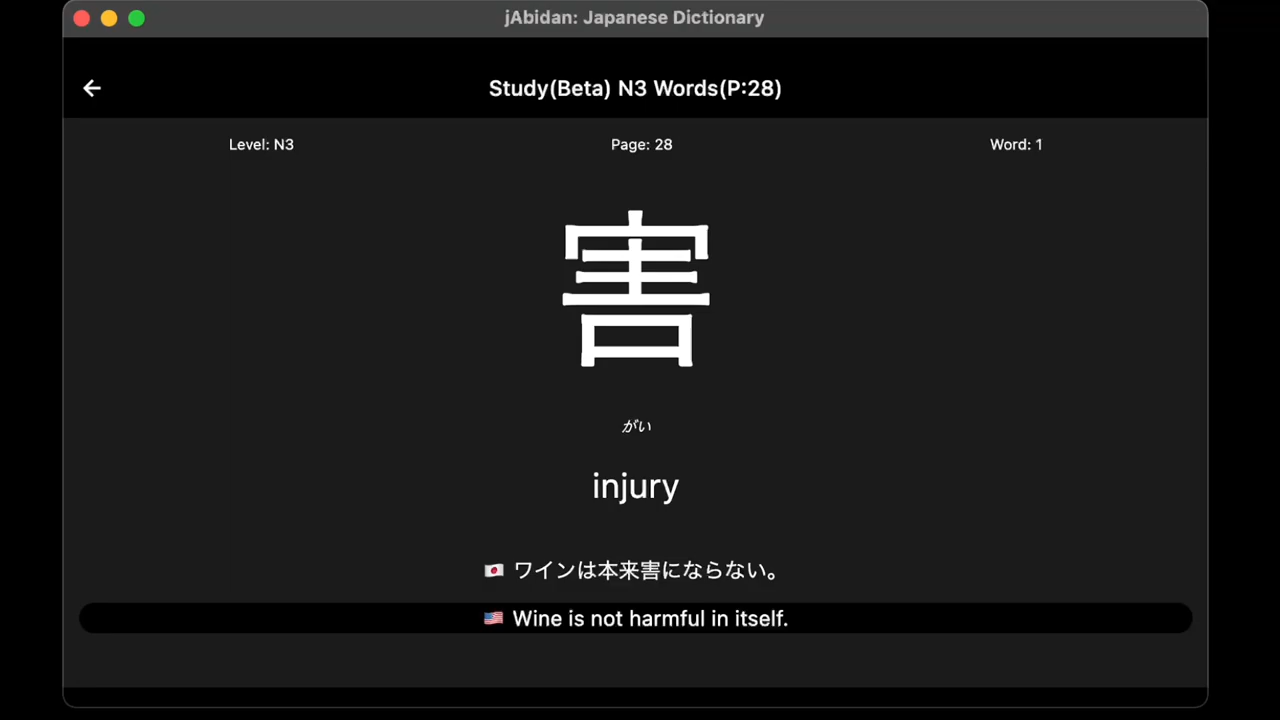 jAbidan: Japanese Dictionary
Study(Beta) N3 Words(P:28)
Level: N3
Page: 28
Word: 1
害
がい
injury
🇯🇵 ワインは本来害にならない。
🇺🇸 Wine is not harmful in itself.